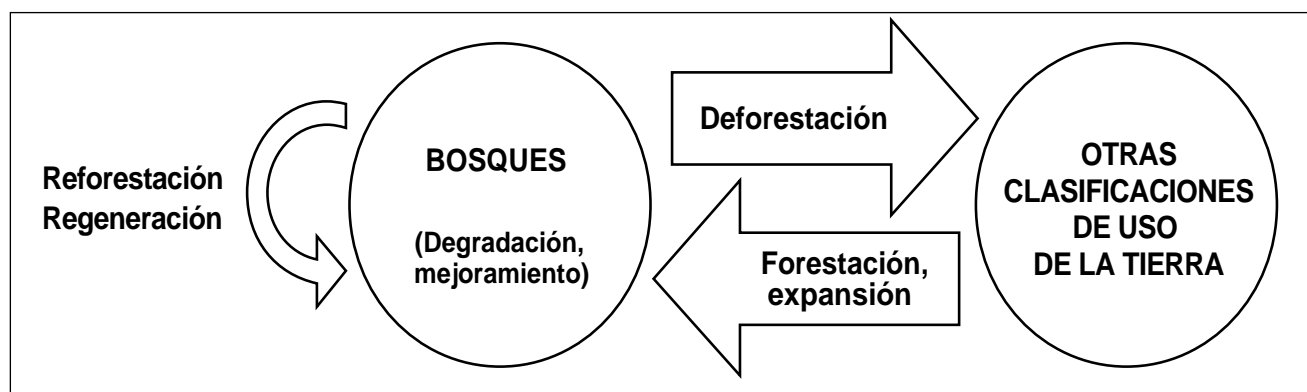 Reforestación
Regeneración
BOSQUES
(Degradación,
mejoramiento)
Deforestación
Forestación,
expansión
OTRAS
CLASIFICACIONES
DE USO
DE LA TIERRA